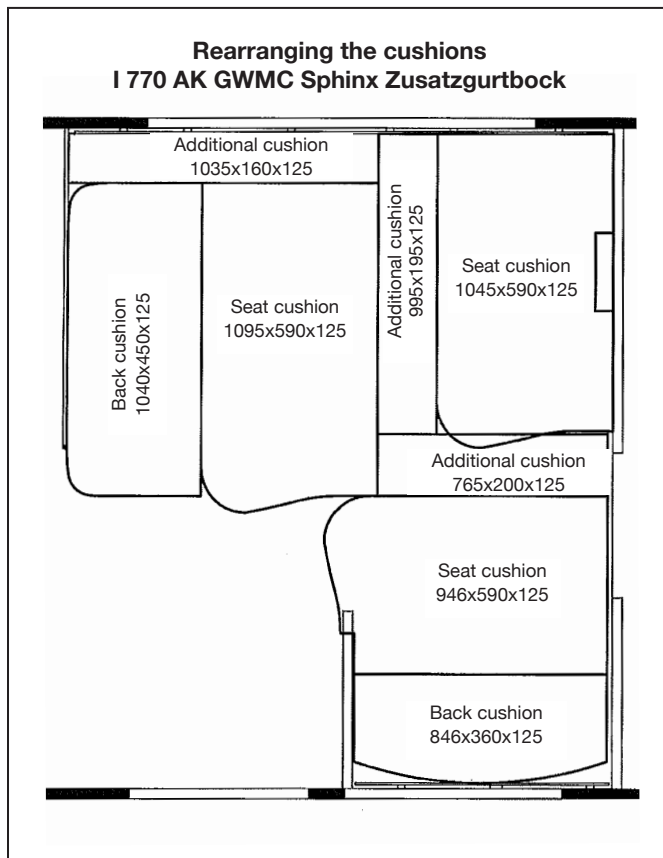 Rearranging the cushions
I 770 AK GWMC Sphinx Zusatzgurtbock
Additional cushion
1035x160x125
Back cushion
1040x450x125
Seat cushion
1095x590x125
Additional cushion
995x195x125
Seat cushion
1045x590x125
Additional cushion
765x200x125
Seat cushion
946x590x125
Back cushion
846x360x125